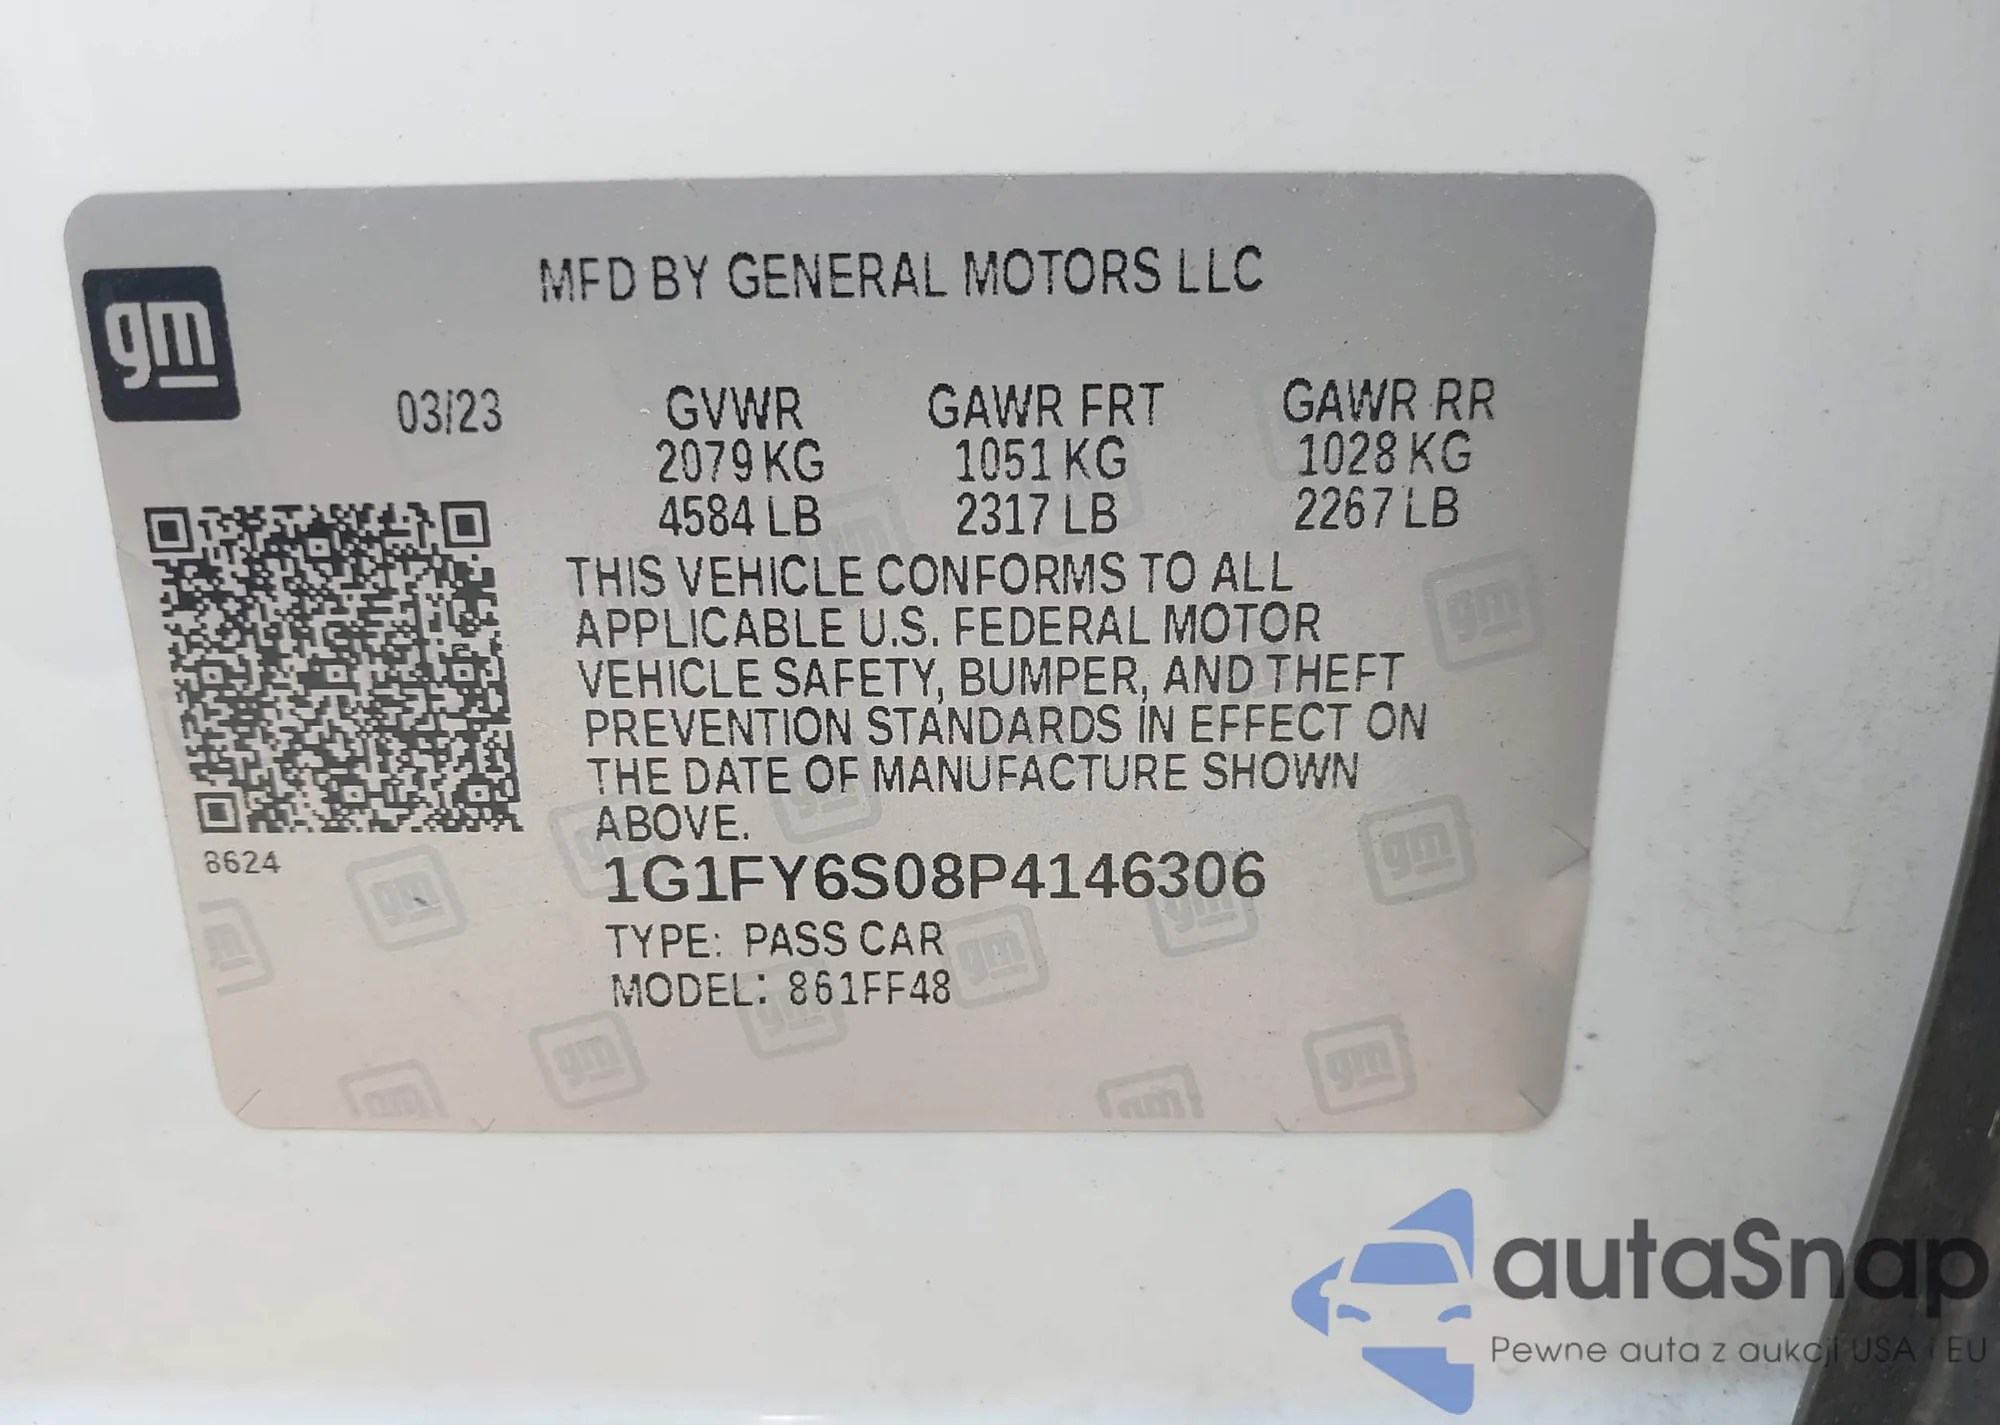 MFD BY GENERAL MOTORS LLC
gm
03/23 GVWR GAWR FRT GAWR RR
2079 KG 1051 KG 1028 KG
4584 LB 2317 LB 2267 LB
THIS VEHICLE CONFORMS TO ALL
APPLICABLE U.S. FEDERAL MOTOR
VEHICLE SAFETY, BUMPER, AND THEFT
PREVENTION STANDARDS IN EFFECT ON
THE DATE OF MANUFACTURE SHOWN
ABOVE.
8624
1G1FY6S08P4146306
TYPE: PASS CAR
MODEL: 861FF48
autaSnap
Pewne auta z aukcji USA i EU